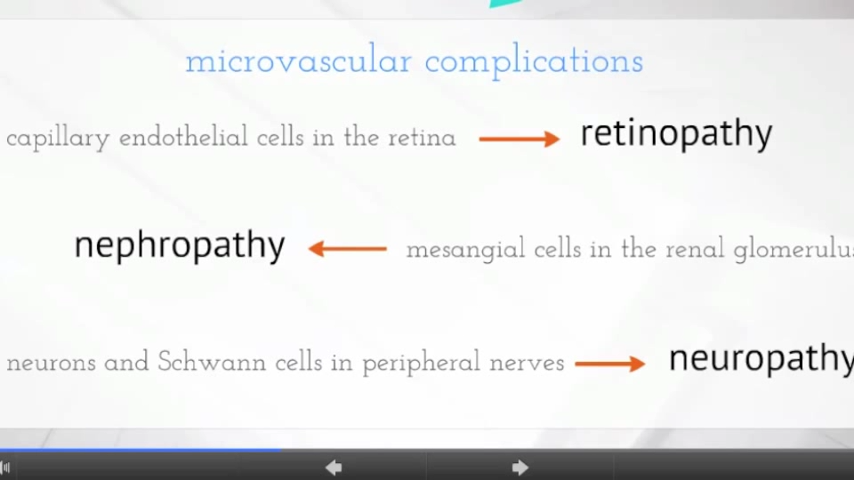 microvascular complications
capillary endothelial cells in the retina retinopathy
nephropathy mesangial cells in the renal glomerulus
neurons and Schwann cells in peripheral nerves neuropathy